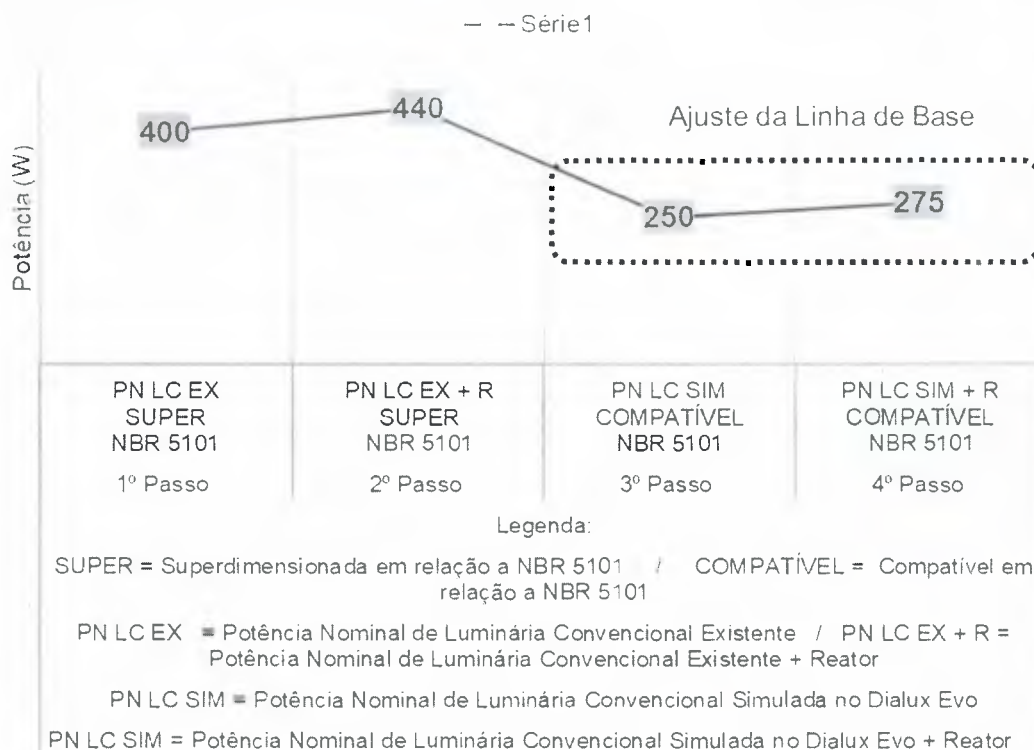 Série1
400
440
Ajuste da Linha de Base
250
275
Potência (W)
PN LC EX
SUPER
NBR 5101
1º Passo
PN LC EX + R
SUPER
NBR 5101
2º Passo
PN LC SIM
COMPATÍVEL
NBR 5101
3º Passo
PN LC SIM + R
COMPATÍVEL
NBR 5101
4º Passo
Legenda:
SUPER = Superdimensionada em relação a NBR 5101 / COMPATÍVEL = Compatível em
relação a NBR 5101
PN LC EX = Potência Nominal de Luminária Convencional Existente / PN LC EX + R =
Potência Nominal de Luminária Convencional Existente + Reator
PN LC SIM = Potência Nominal de Luminária Convencional Simulada no Dialux Evo
PN LC SIM = Potência Nominal de Luminária Convencional Simulada no Dialux Evo + Reator